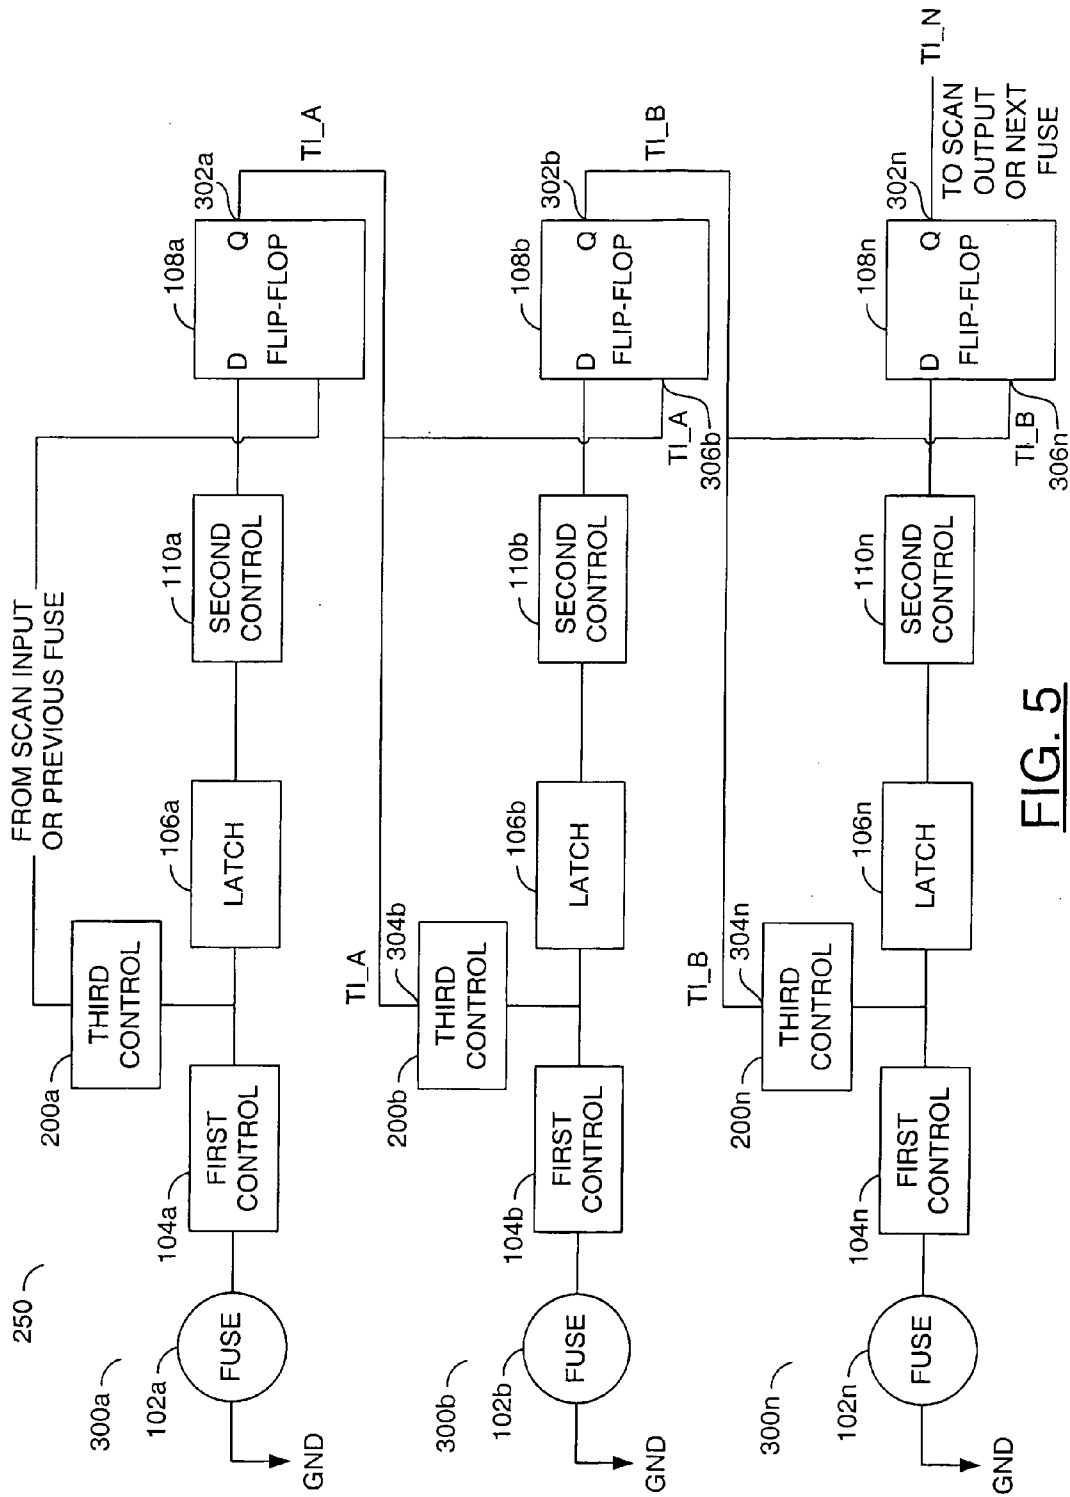 250
300a
FROM SCAN INPUT
OR PREVIOUS FUSE
200a
THIRD
CONTROL
GND
102a
FUSE
104a
FIRST
CONTROL
106a
LATCH
110a
SECOND
CONTROL
108a
D
Q
FLIP-FLOP
302a
TI_A
300b
TI_A
304b
200b
THIRD
CONTROL
GND
102b
FUSE
104b
FIRST
CONTROL
106b
LATCH
110b
SECOND
CONTROL
TI_A
306b
108b
D
Q
FLIP-FLOP
302b
TI_B
300n
TI_B
304n
200n
THIRD
CONTROL
GND
102n
FUSE
104n
FIRST
CONTROL
106n
LATCH
110n
SECOND
CONTROL
TI_B
306n
108n
D
Q
FLIP-FLOP
302n
TI_N
TO SCAN
OUTPUT
OR NEXT
FUSE
FIG. 5